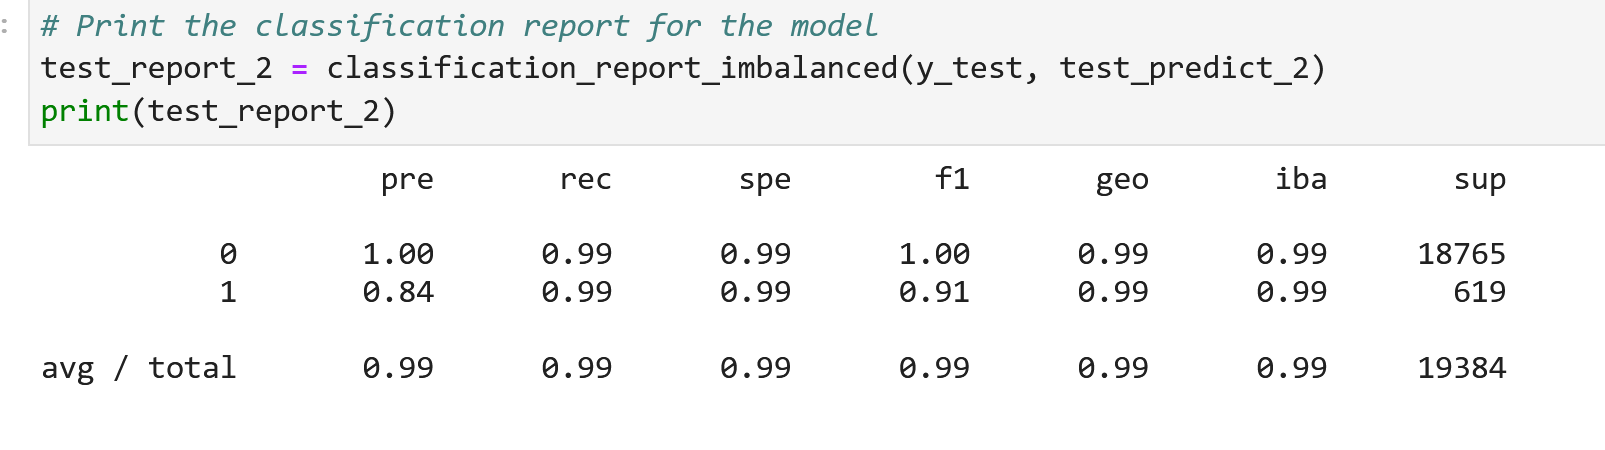 # Print the classification report for the model
test_report_2 = classification_report_imbalanced(y_test, test_predict_2)
print(test_report_2)
pre rec spe f1 geo iba sup
0 1.00 0.99 0.99 1.00 0.99 0.99 18765
1 0.84 0.99 0.99 0.91 0.99 0.99 619
avg / total 0.99 0.99 0.99 0.99 0.99 0.99 19384